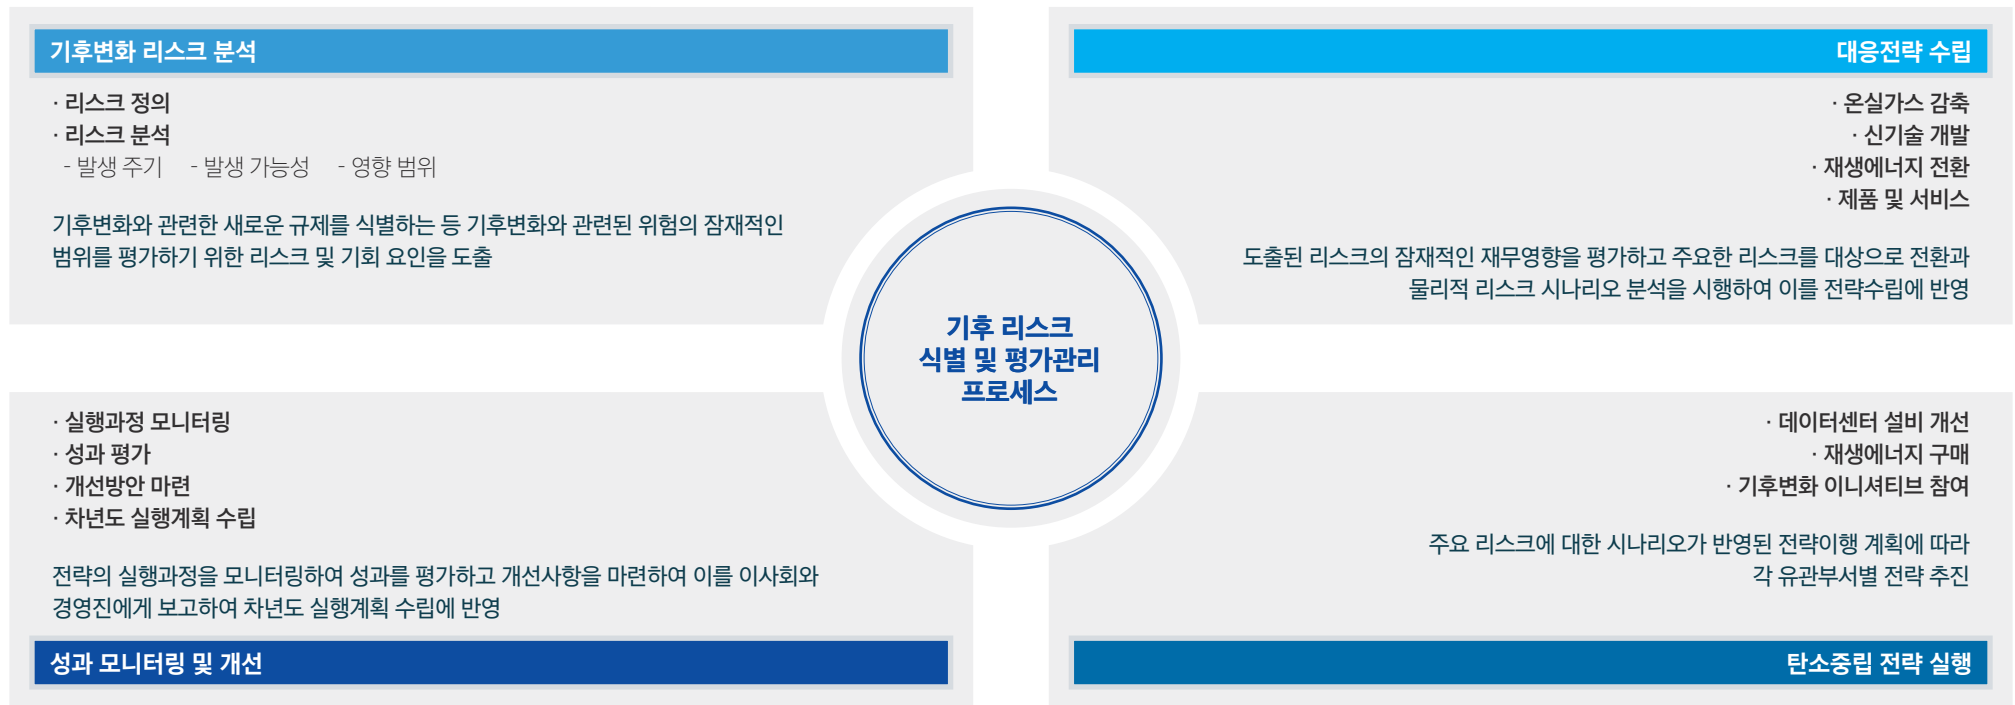 기후변화 리스크 분석
· 리스크 정의
· 리스크 분석
- 발생 주기 - 발생 가능성 - 영향 범위
기후변화와 관련한 새로운 규제를 식별하는 등 기후변화와 관련된 위험의 잠재적인
범위를 평가하기 위한 리스크 및 기회 요인을 도출
대응전략 수립
· 온실가스 감축
· 신기술 개발
· 재생에너지 전환
· 제품 및 서비스
도출된 리스크의 잠재적인 재무영향을 평가하고 주요한 리스크를 대상으로 전환과
물리적 리스크 시나리오 분석을 시행하여 이를 전략수립에 반영
기후 리스크
식별 및 평가관리
프로세스
· 실행과정 모니터링
· 성과 평가
· 개선방안 마련
· 차년도 실행계획 수립
전략의 실행과정을 모니터링하여 성과를 평가하고 개선사항을 마련하여 이를 이사회와
경영진에게 보고하여 차년도 실행계획 수립에 반영
성과 모니터링 및 개선
· 데이터센터 설비 개선
· 재생에너지 구매
· 기후변화 이니셔티브 참여
주요 리스크에 대한 시나리오가 반영된 전략이행 계획에 따라
각 유관부서별 전략 추진
탄소중립 전략 실행